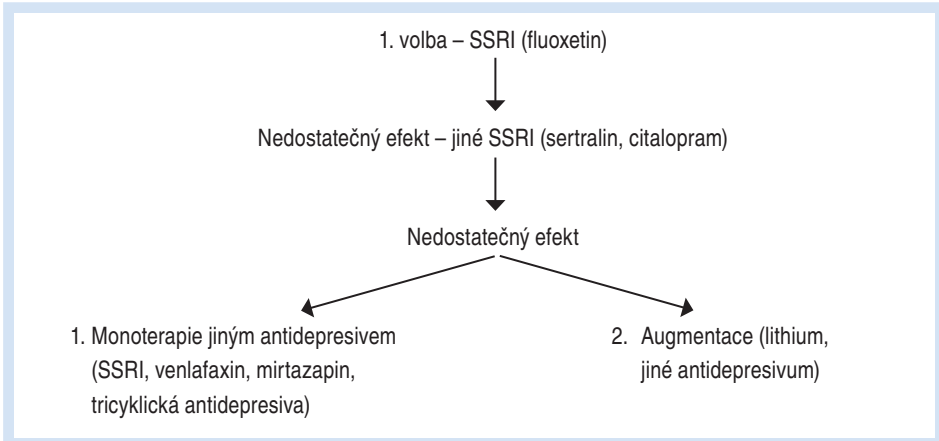 1. volba – SSRI (fluoxetin)
Nedostatečný efekt – jiné SSRI (sertralin, citalopram)
Nedostatečný efekt
1. Monoterapie jiným antidepresivem
(SSRI, venlafaxin, mirtazapin,
tricyklická antidepresiva)
2. Augmentace (lithium,
jiné antidepresivum)